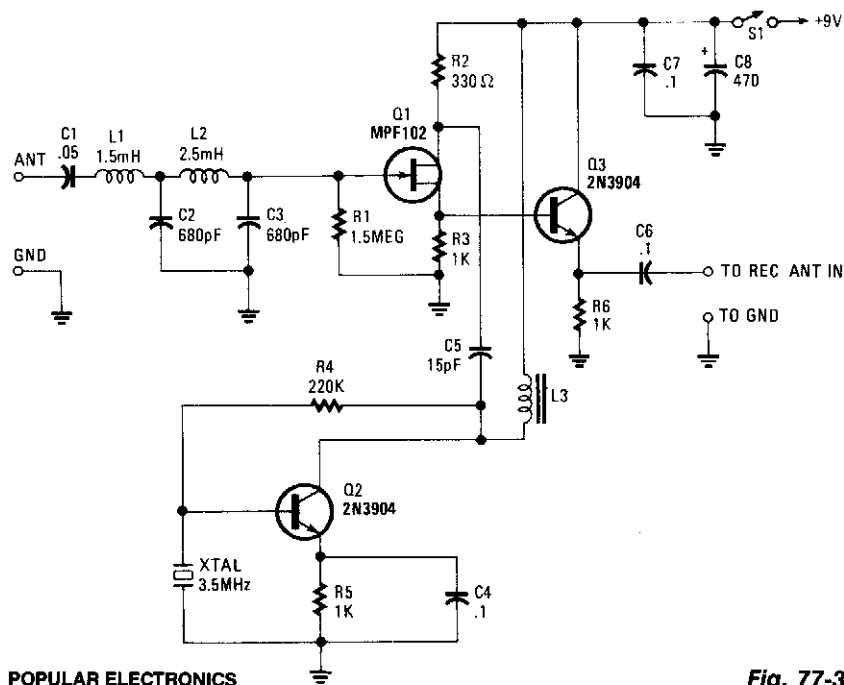 +9V
S1
R2
330 Ω
C7
.1
+
C8
470
Q1
MPF102
C1
.05
L1
1.5mH
L2
2.5mH
ANT
Q3
2N3904
C2
680pF
C3
680pF
R1
1.5MEG
R3
1K
C6
.1
GND
TO REC ANT IN
R6
1K
TO GND
C5
15pF
R4
220K
L3
Q2
2N3904
XTAL
3.5MHz
R5
1K
C4
.1
POPULAR ELECTRONICS
Fig. 77-3